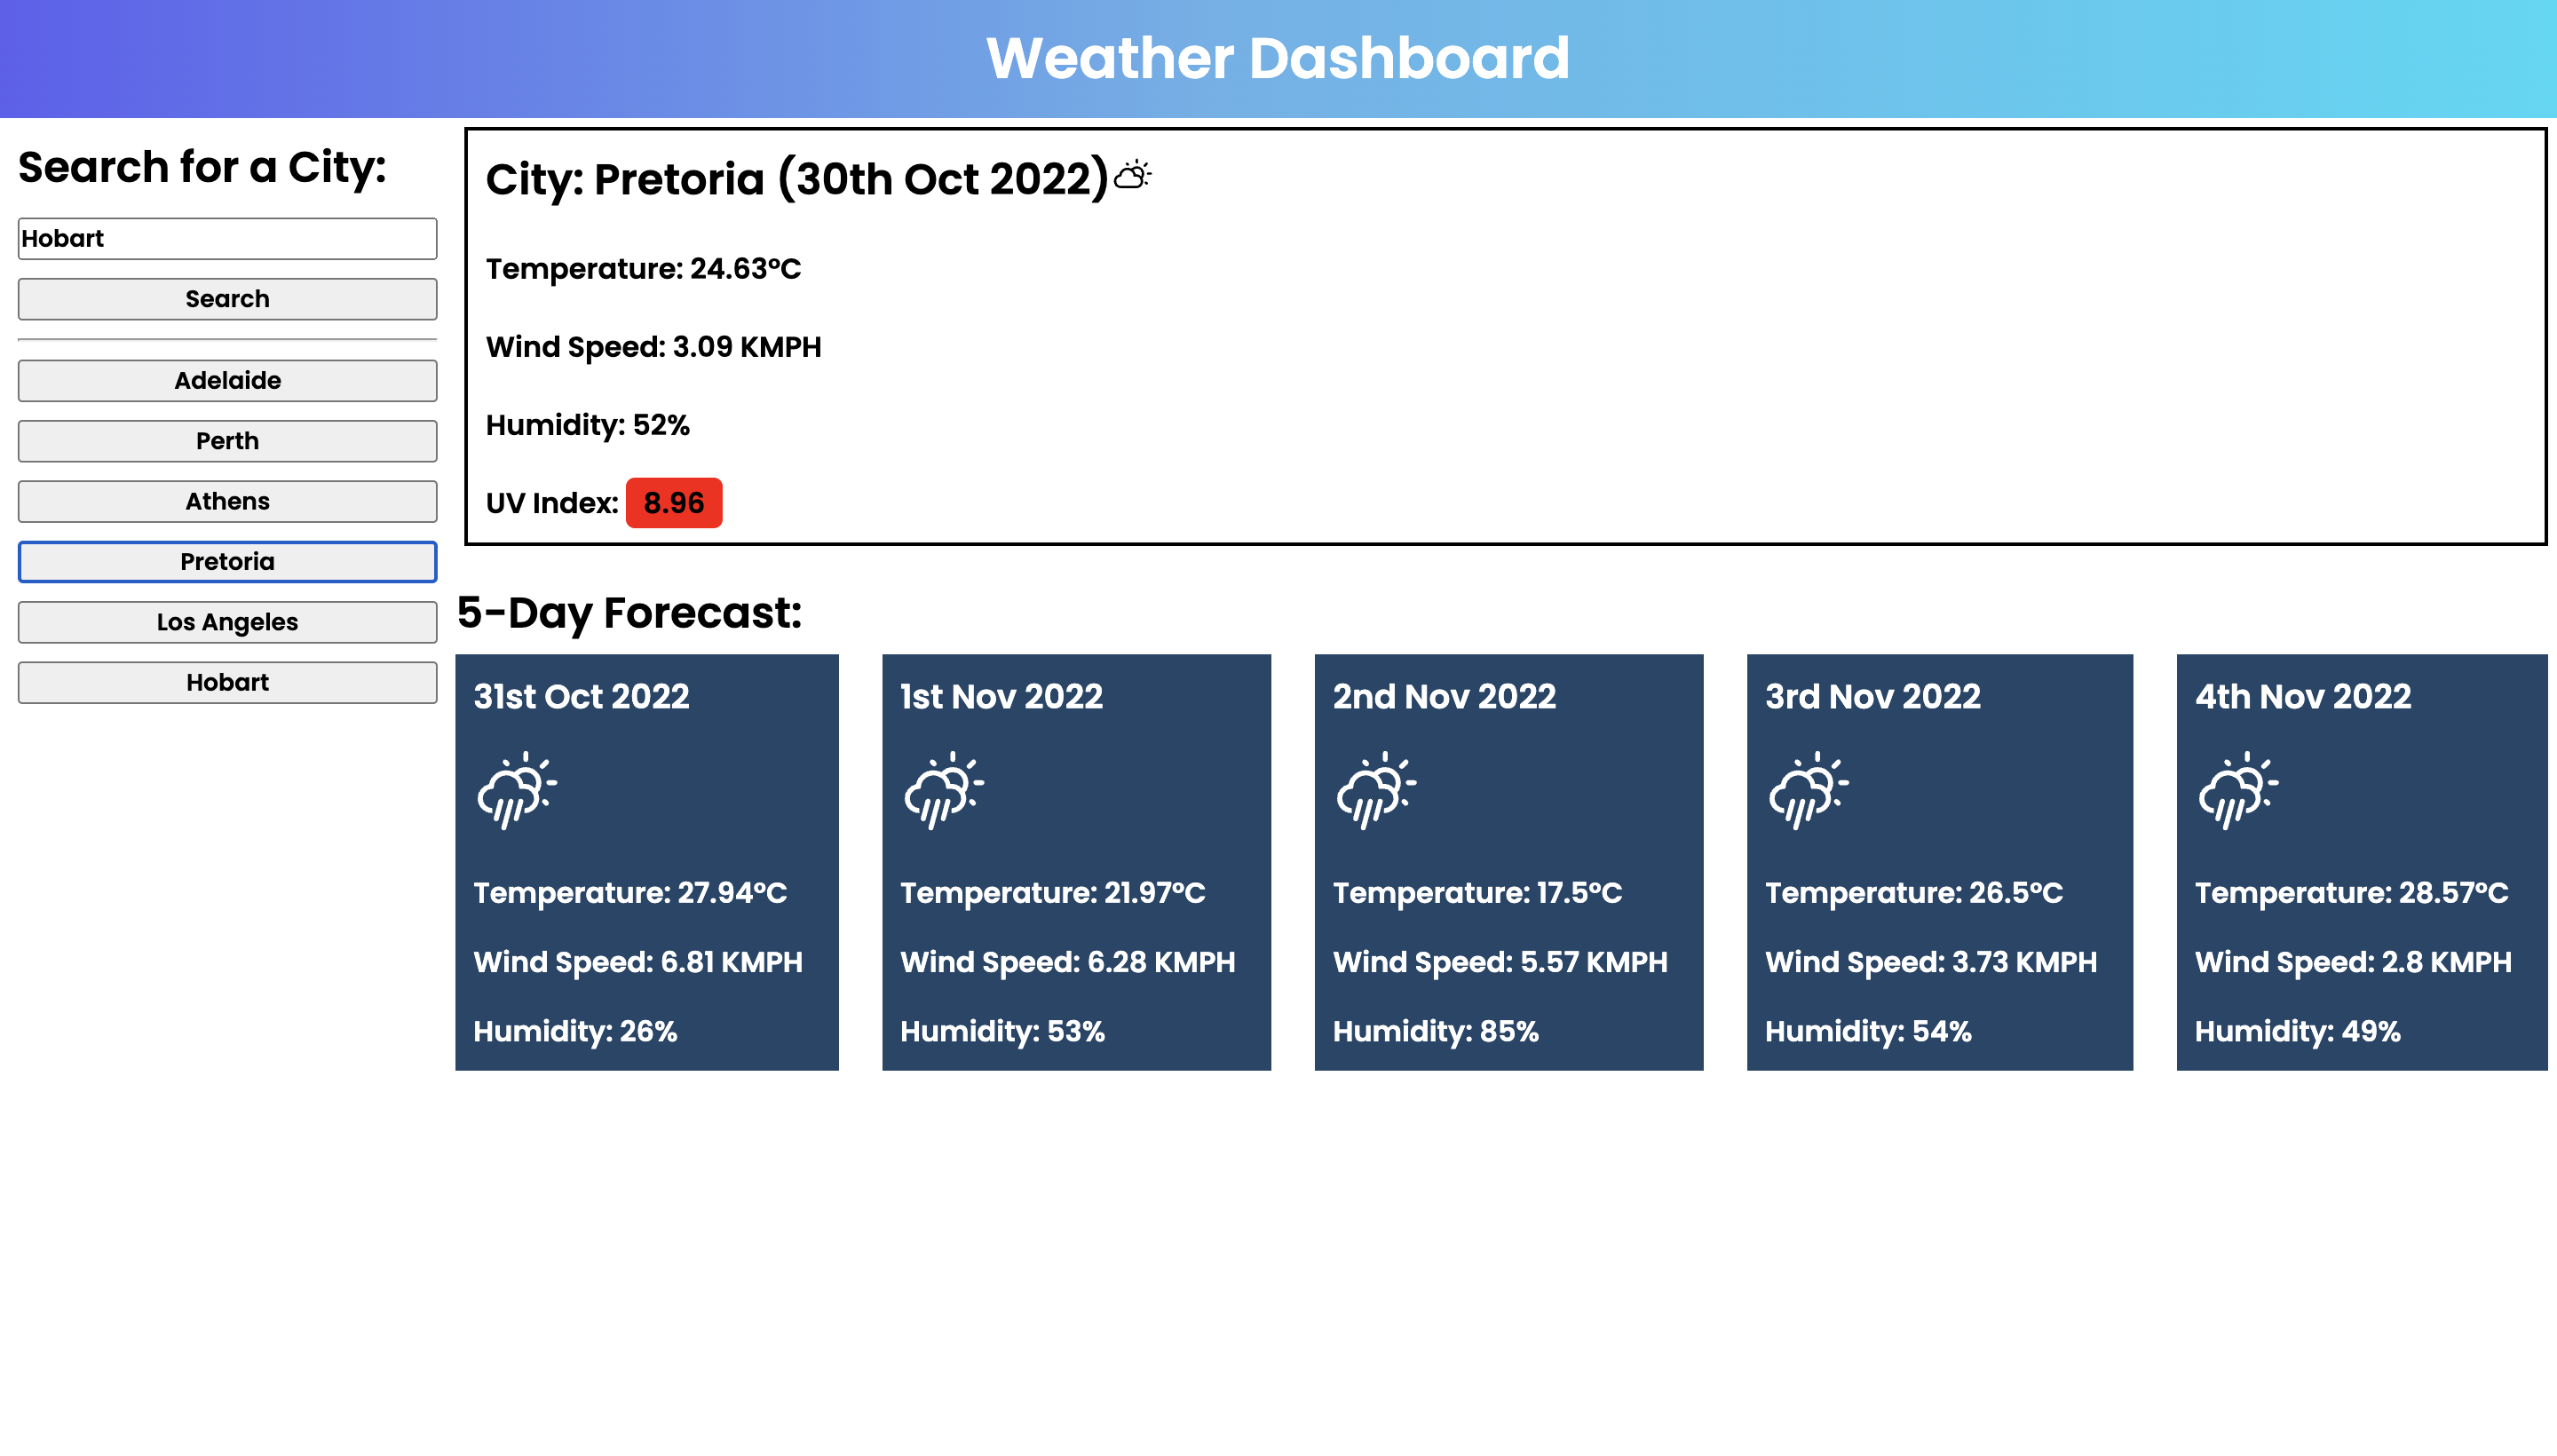 Weather Dashboard
Search for a City:
Hobart
Search
Adelaide
Perth
Athens
Pretoria
Los Angeles
Hobart
City: Pretoria (30th Oct 2022)
Temperature: 24.63°C
Wind Speed: 3.09 KMPH
Humidity: 52%
UV Index: 8.96
5-Day Forecast:
31st Oct 2022
Temperature: 27.94°C
Wind Speed: 6.81 KMPH
Humidity: 26%
1st Nov 2022
Temperature: 21.97°C
Wind Speed: 6.28 KMPH
Humidity: 53%
2nd Nov 2022
Temperature: 17.5°C
Wind Speed: 5.57 KMPH
Humidity: 85%
3rd Nov 2022
Temperature: 26.5°C
Wind Speed: 3.73 KMPH
Humidity: 54%
4th Nov 2022
Temperature: 28.57°C
Wind Speed: 2.8 KMPH
Humidity: 49%